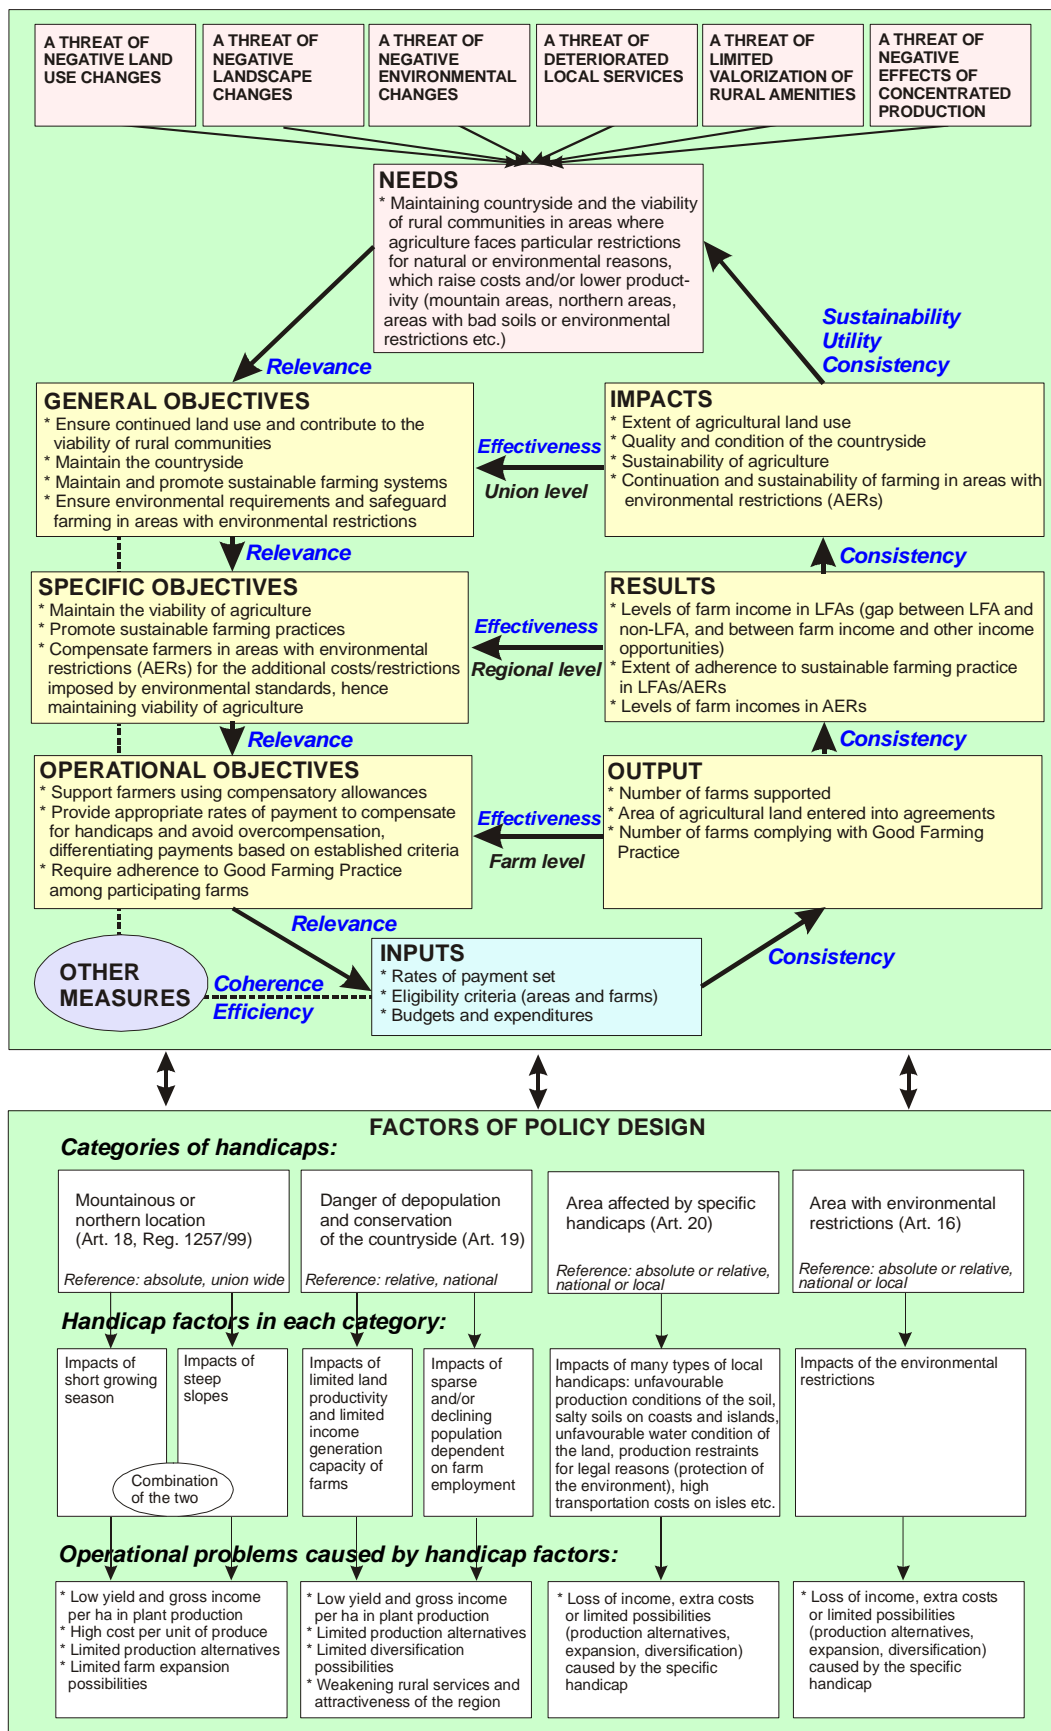 A THREAT OF
NEGATIVE LAND
USE CHANGES
A THREAT OF
NEGATIVE
LANDSCAPE
CHANGES
A THREAT OF
NEGATIVE
ENVIRONMENTAL
CHANGES
A THREAT OF
DETERIORATED
LOCAL SERVICES
A THREAT OF
LIMITED
VALORIZATION OF
RURAL AMENITIES
A THREAT OF
NEGATIVE
EFFECTS OF
CONCENTRATED
PRODUCTION
NEEDS
* Maintaining countryside and the viability
of rural communities in areas where
agriculture faces particular restrictions
for natural or environmental reasons,
which raise costs and/or lower product-
ivity (mountain areas, northern areas,
areas with bad soils or environmental
restrictions etc.)
Sustainability
Utility
Consistency
Relevance
GENERAL OBJECTIVES
* Ensure continued land use and contribute to the
viability of rural communities
* Maintain the countryside
* Maintain and promote sustainable farming systems
* Ensure environmental requirements and safeguard
farming in areas with environmental restrictions
Effectiveness
Union level
IMPACTS
* Extent of agricultural land use
* Quality and condition of the countryside
* Sustainability of agriculture
* Continuation and sustainability of farming in areas with
environmental restrictions (AERs)
Relevance
Consistency
SPECIFIC OBJECTIVES
* Maintain the viability of agriculture
* Promote sustainable farming practices
* Compensate farmers in areas with environmental
restrictions (AERs) for the additional costs/restrictions
imposed by environmental standards, hence
maintaining viability of agriculture
Effectiveness
Regional level
RESULTS
* Levels of farm income in LFAs (gap between LFA and
non-LFA, and between farm income and other income
opportunities)
* Extent of adherence to sustainable farming practice
in LFAs/AERs
* Levels of farm incomes in AERs
Relevance
Consistency
OPERATIONAL OBJECTIVES
* Support farmers using compensatory allowances
* Provide appropriate rates of payment to compensate
for handicaps and avoid overcompensation,
differentiating payments based on established criteria
* Require adherence to Good Farming Practice
among participating farms
Effectiveness
Farm level
OUTPUT
* Number of farms supported
* Area of agricultural land entered into agreements
* Number of farms complying with Good Farming
Practice
Relevance
Consistency
OTHER
MEASURES
Coherence
Efficiency
INPUTS
* Rates of payment set
* Eligibility criteria (areas and farms)
* Budgets and expenditures
FACTORS OF POLICY DESIGN
Categories of handicaps:
Mountainous or
northern location
(Art. 18, Reg. 1257/99)
Reference: absolute, union wide
Danger of depopulation
and conservation
of the countryside (Art. 19)
Reference: relative, national
Area affected by specific
handicaps (Art. 20)
Reference: absolute or relative,
national or local
Area with environmental
restrictions (Art. 16)
Reference: absolute or relative,
national or local
Handicap factors in each category:
Impacts of
short growing
season
Impacts of
steep
slopes
Combination
of the two
Impacts of
limited land
productivity
and limited
income
generation
capacity of
farms
Impacts of
sparse
and/or
declining
population
dependent
on farm
employment
Impacts of many types of local
handicaps: unfavourable
production conditions of the soil,
salty soils on coasts and islands,
unfavourable water condition of
the land, production restraints
for legal reasons (protection of
the environment), high
transportation costs on isles etc.
Impacts of the environmental
restrictions
Operational problems caused by handicap factors:
* Low yield and gross income
per ha in plant production
* High cost per unit of produce
* Limited production alternatives
* Limited farm expansion
possibilities
* Low yield and gross income
per ha in plant production
* Limited production alternatives
* Limited diversification
possibilities
* Weakening rural services and
attractiveness of the region
* Loss of income, extra costs
or limited possibilities
(production alternatives,
expansion, diversification)
caused by the specific
handicap
* Loss of income, extra costs
or limited possibilities
(production alternatives,
expansion, diversification)
caused by the specific
handicap